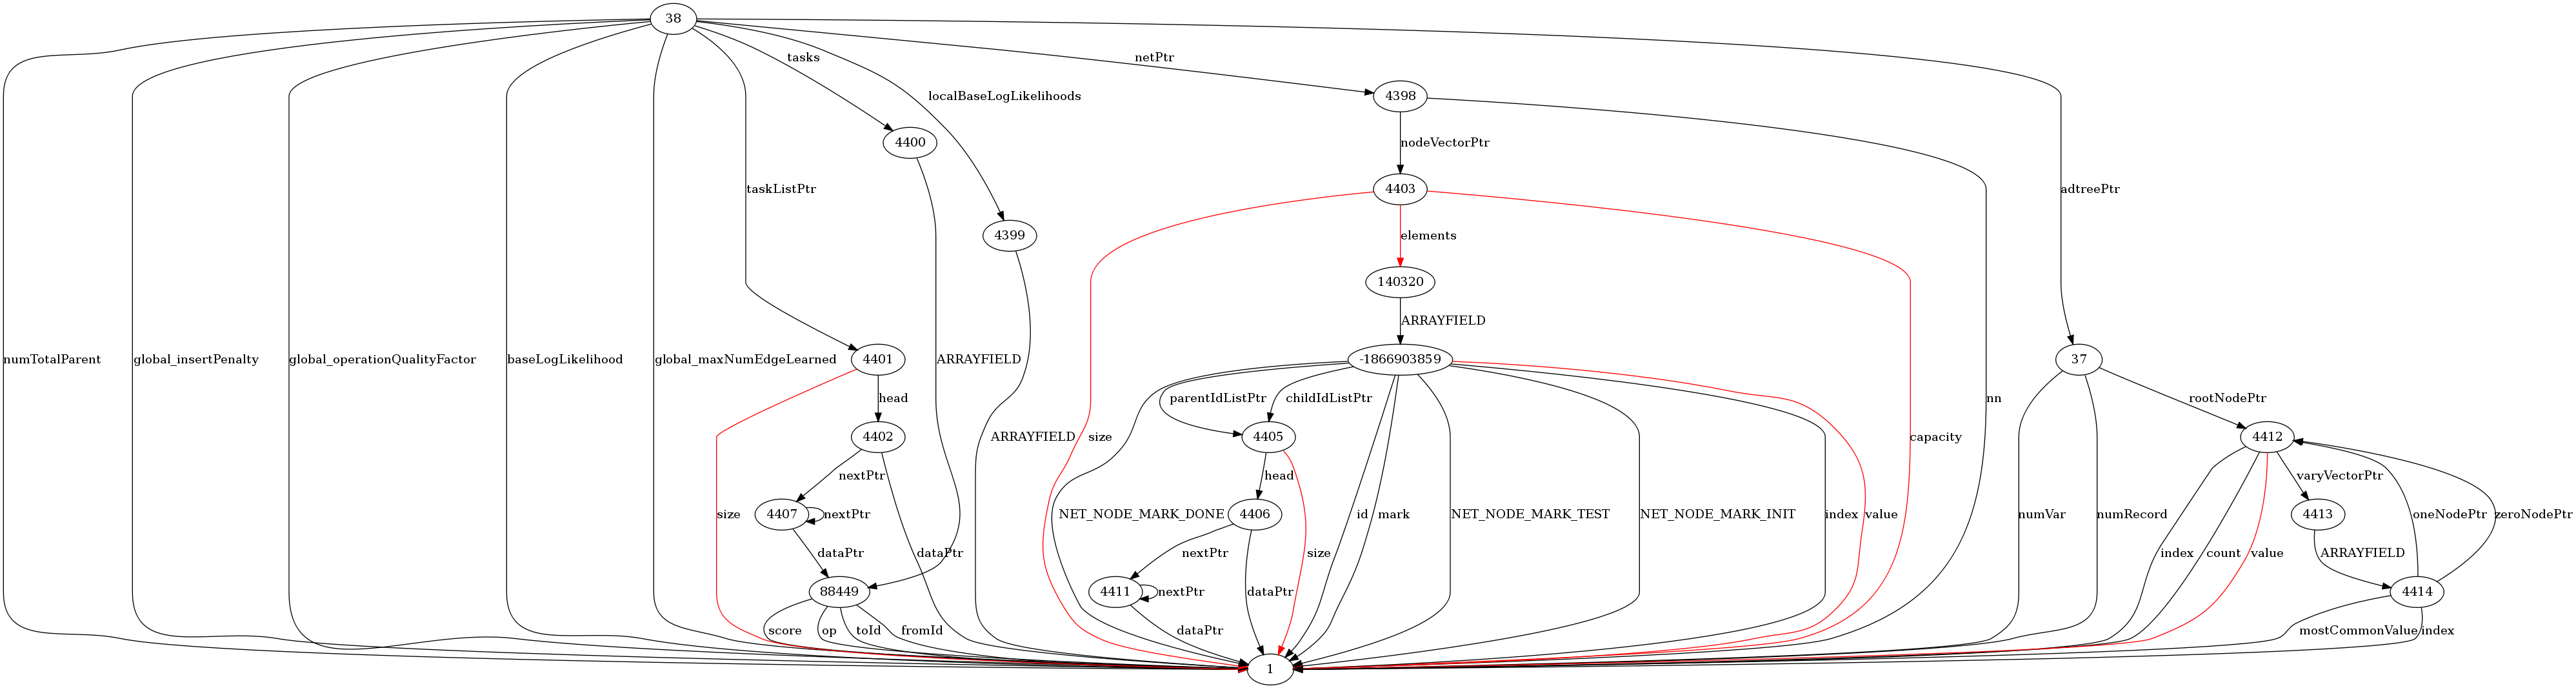 38
tasks
netPtr
localBaseLogLikelihoods
4398
4400
nodeVectorPtr
taskListPtr
4403
adtreePtr
4399
elements
140320
ARRAYFIELD
numTotalParent
global_insertPenalty
global_operationQualityFactor
baseLogLikelihood
global_maxNumEdgeLearned
4401
ARRAYFIELD
-1866903859
37
head
parentIdListPtr
childIdListPtr
nn
rootNodePtr
4402
ARRAYFIELD
size
4405
capacity
4412
nextPtr
head
varyVectorPtr
size
4407
nextPtr
NET_NODE_MARK_DONE
4406
id
mark
NET_NODE_MARK_TEST
NET_NODE_MARK_INIT
index
value
numVar
numRecord
4413
oneNodePtr
zeroNodePtr
dataPtr
dataPtr
nextPtr
size
index
count
value
ARRAYFIELD
88449
4411
nextPtr
dataPtr
4414
score
op
toId
fromId
dataPtr
mostCommonValue
index
1